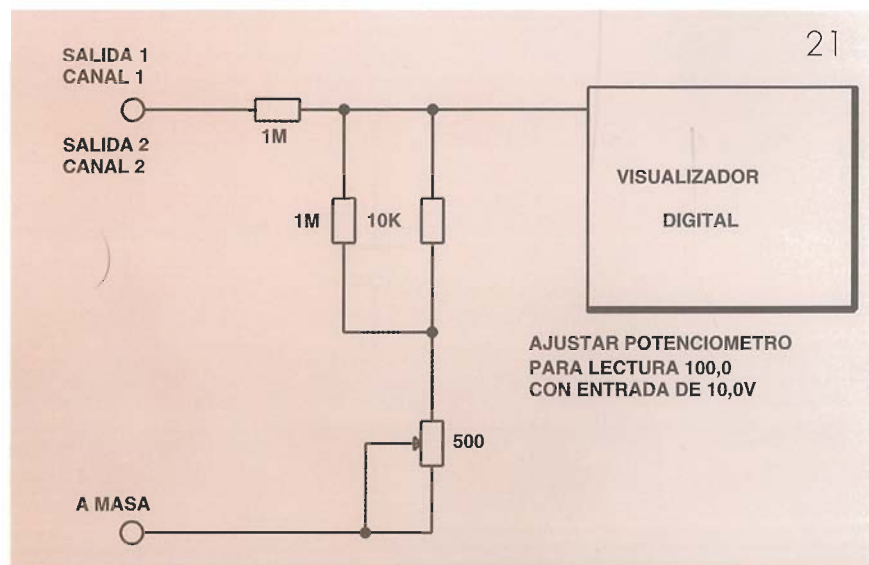 21
SALIDA 1
CANAL 1
1M
SALIDA 2
CANAL 2
VISUALIZADOR
DIGITAL
1M
10K
AJUSTAR POTENCIOMETRO
PARA LECTURA 100,0
CON ENTRADA DE 10,0V
500
A MASA